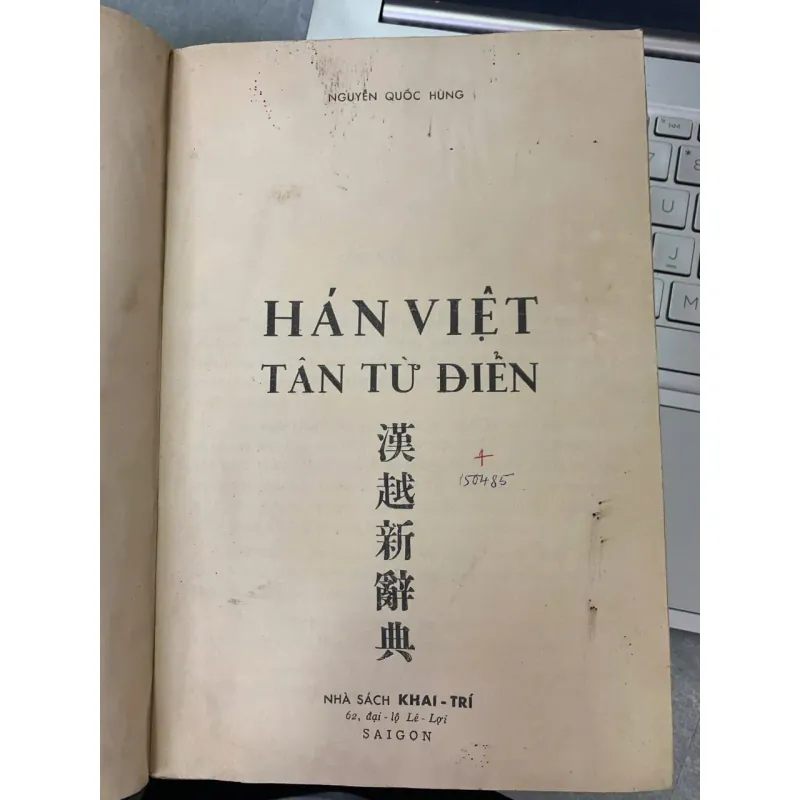 NGUYỄN QUỐC HÙNG
HÁN VIỆT
TÂN TỪ ĐIỂN
漢越新辭典
A
150485
NHÀ SÁCH KHAI-TRÍ
62, đại-lộ Lê-Lợi
SAIGON
U
J
M